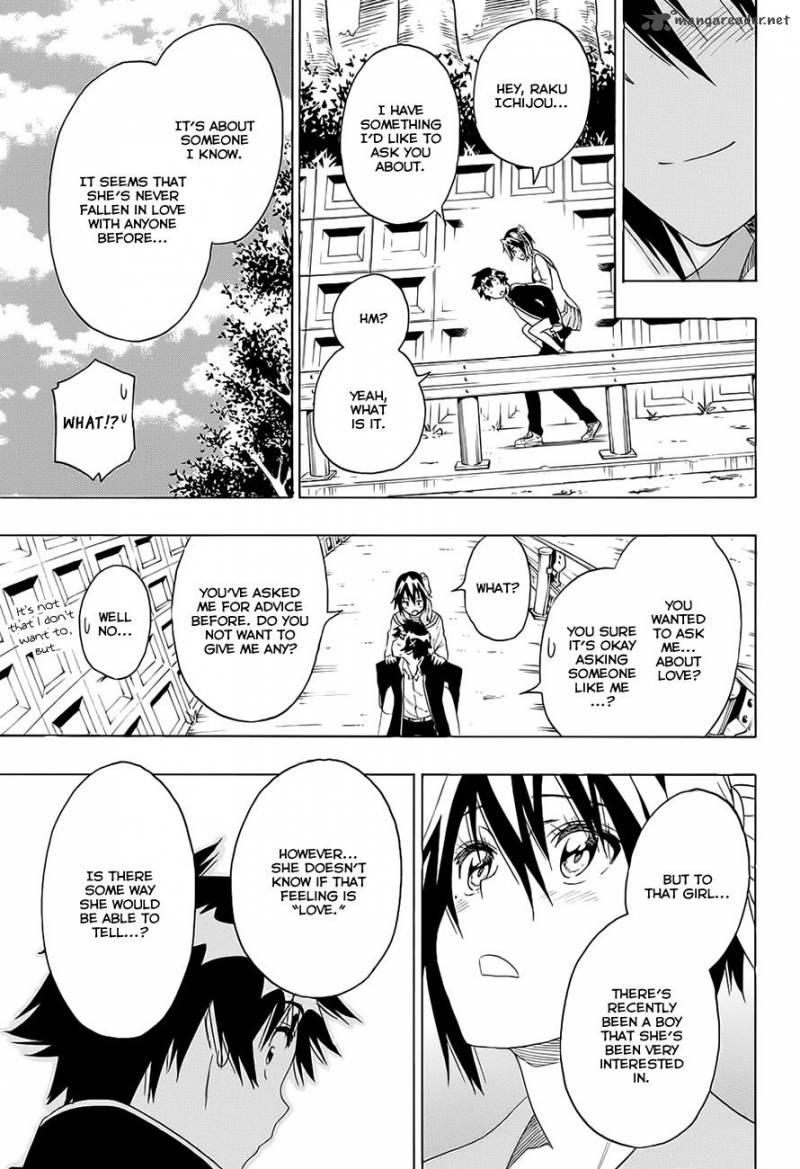 mangareader.net
HEY, RAKU
ICHIJOU...
I HAVE
SOMETHING
I'D LIKE TO
ASK YOU
ABOUT.
HM?
YEAH,
WHAT
IS IT.
IT'S ABOUT
SOMEONE
I KNOW.
IT SEEMS THAT
SHE'S NEVER
FALLEN IN LOVE
WITH ANYONE
BEFORE...
WHAT!?
YOU
WANTED
TO ASK
ME...
ABOUT
LOVE?
YOU SURE
IT'S OKAY
ASKING
SOMEONE
LIKE ME
...?
WHAT?
YOU'VE ASKED
ME FOR ADVICE
BEFORE. DO YOU
NOT WANT TO
GIVE ME ANY?
WELL
NO...
It's not
that I don't
want to,
But...
BUT TO
THAT GIRL...
THERE'S
RECENTLY
BEEN A BOY
THAT SHE'S
BEEN VERY
INTERESTED
IN.
HOWEVER...
SHE DOESN'T
KNOW IF THAT
FEELING IS
"LOVE."
IS THERE
SOME WAY
SHE WOULD
BE ABLE TO
TELL...?